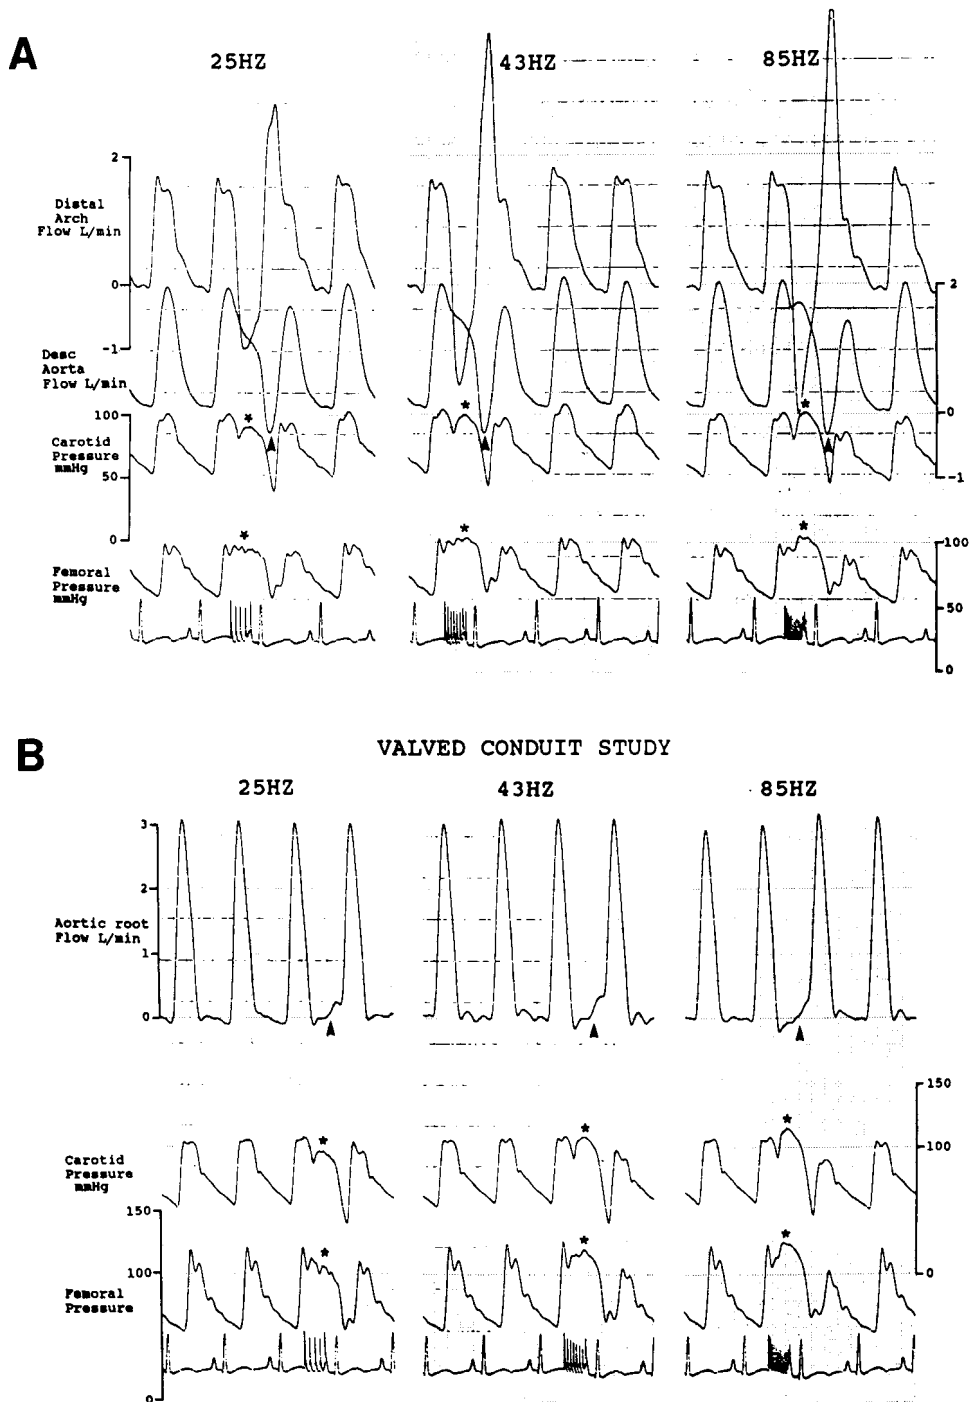 A
25HZ
43HZ
85HZ
2
Distal
Arch
Flow L/min
0
2
-1
Desc
Aorta
Flow L/min
100
*
*
*
0
Carotid
Pressure
mmHg
50
-1
0
*
*
*
100
Femoral
Pressure
mmHg
50
0
B
VALVED CONDUIT STUDY
25HZ
43HZ
85HZ
3
2
Aortic root
Flow L/min
1
0
150
*
*
*
100
Carotid
Pressure
mmHg
150
*
*
*
100
0
Femoral
Pressure
0